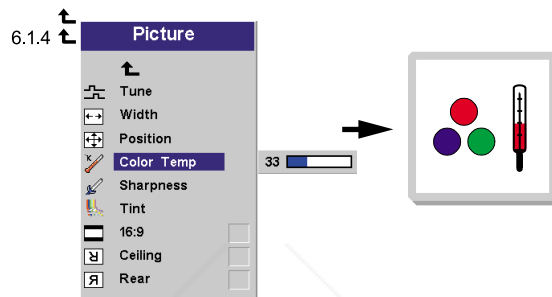 6.1.4
Picture
Tune
Width
Position
K
Color Temp
33
Sharpness
Tint
16:9
R
Ceiling
Я
Rear